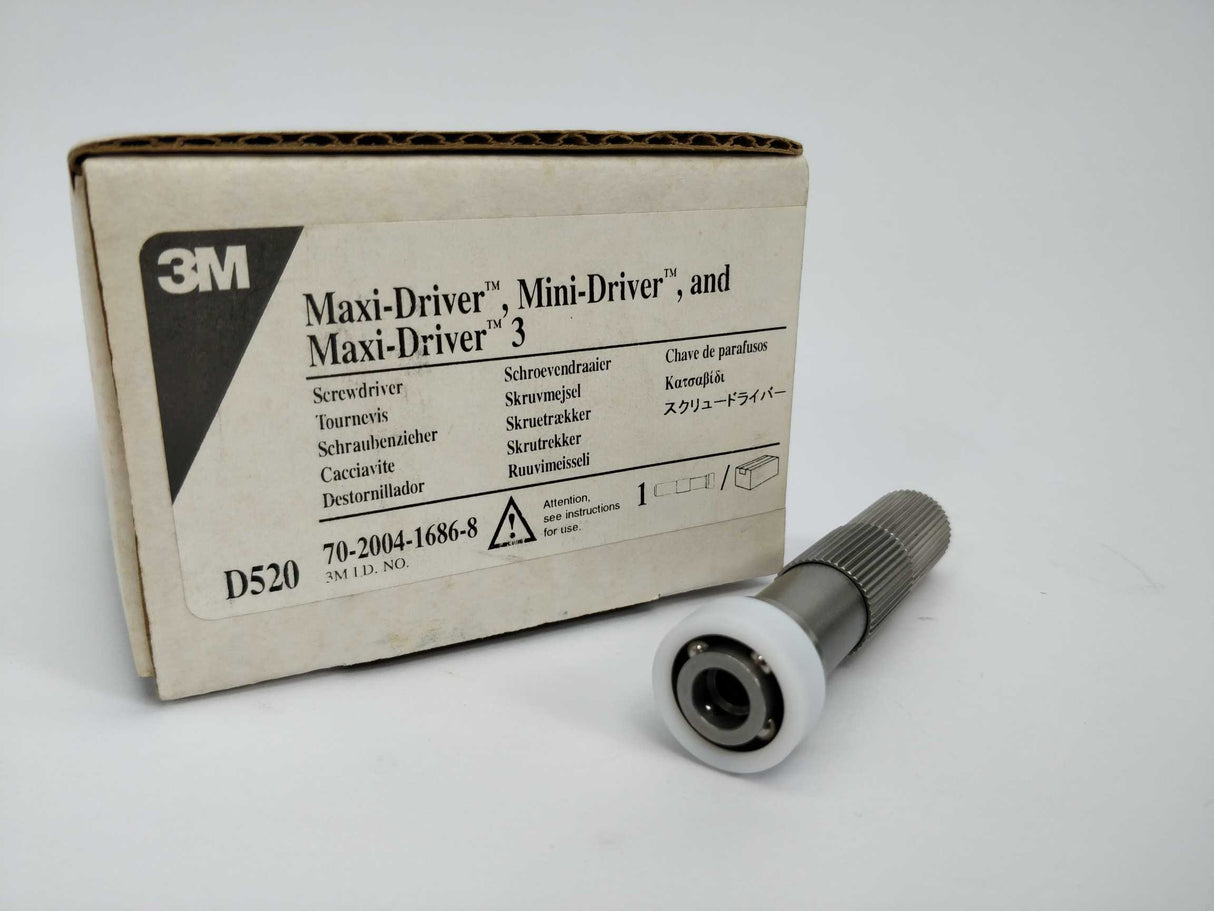 3M
Maxi-Driver™, Mini-Driver™, and
Maxi-Driver™ 3
Screwdriver
Tournevis
Schraubenzieher
Cacciavite
Destornillador
Schroevendraaier
Skruvmejsel
Skruetrækker
Skrutrekker
Ruuvimeisseli
Chave de parafusos
Κατσαβίδι
スクリュードライバー
D520
70-2004-1686-8
3M I.D. NO.
Attention,
see instructions
for use.
1 /